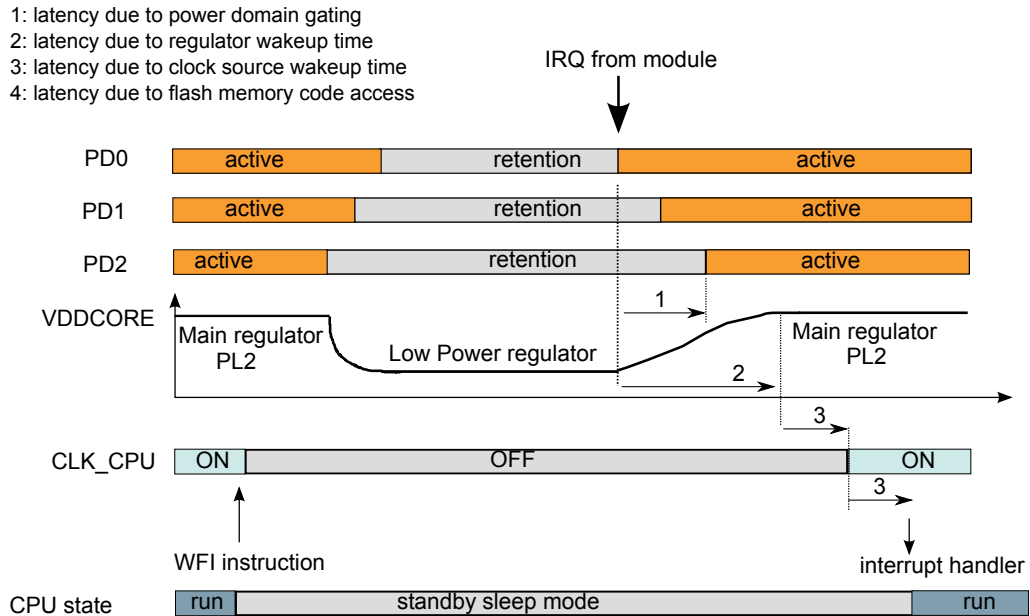 1: latency due to power domain gating
2: latency due to regulator wakeup time
3: latency due to clock source wakeup time
4: latency due to flash memory code access
IRQ from module
PD0 active retention active
PD1 active retention active
PD2 active retention active
1
VDDCORE
Main regulator
PL2
Low Power regulator
Main regulator
PL2
2
3
CLK_CPU ON OFF ON
3
WFI instruction
interrupt handler
CPU state run standby sleep mode run